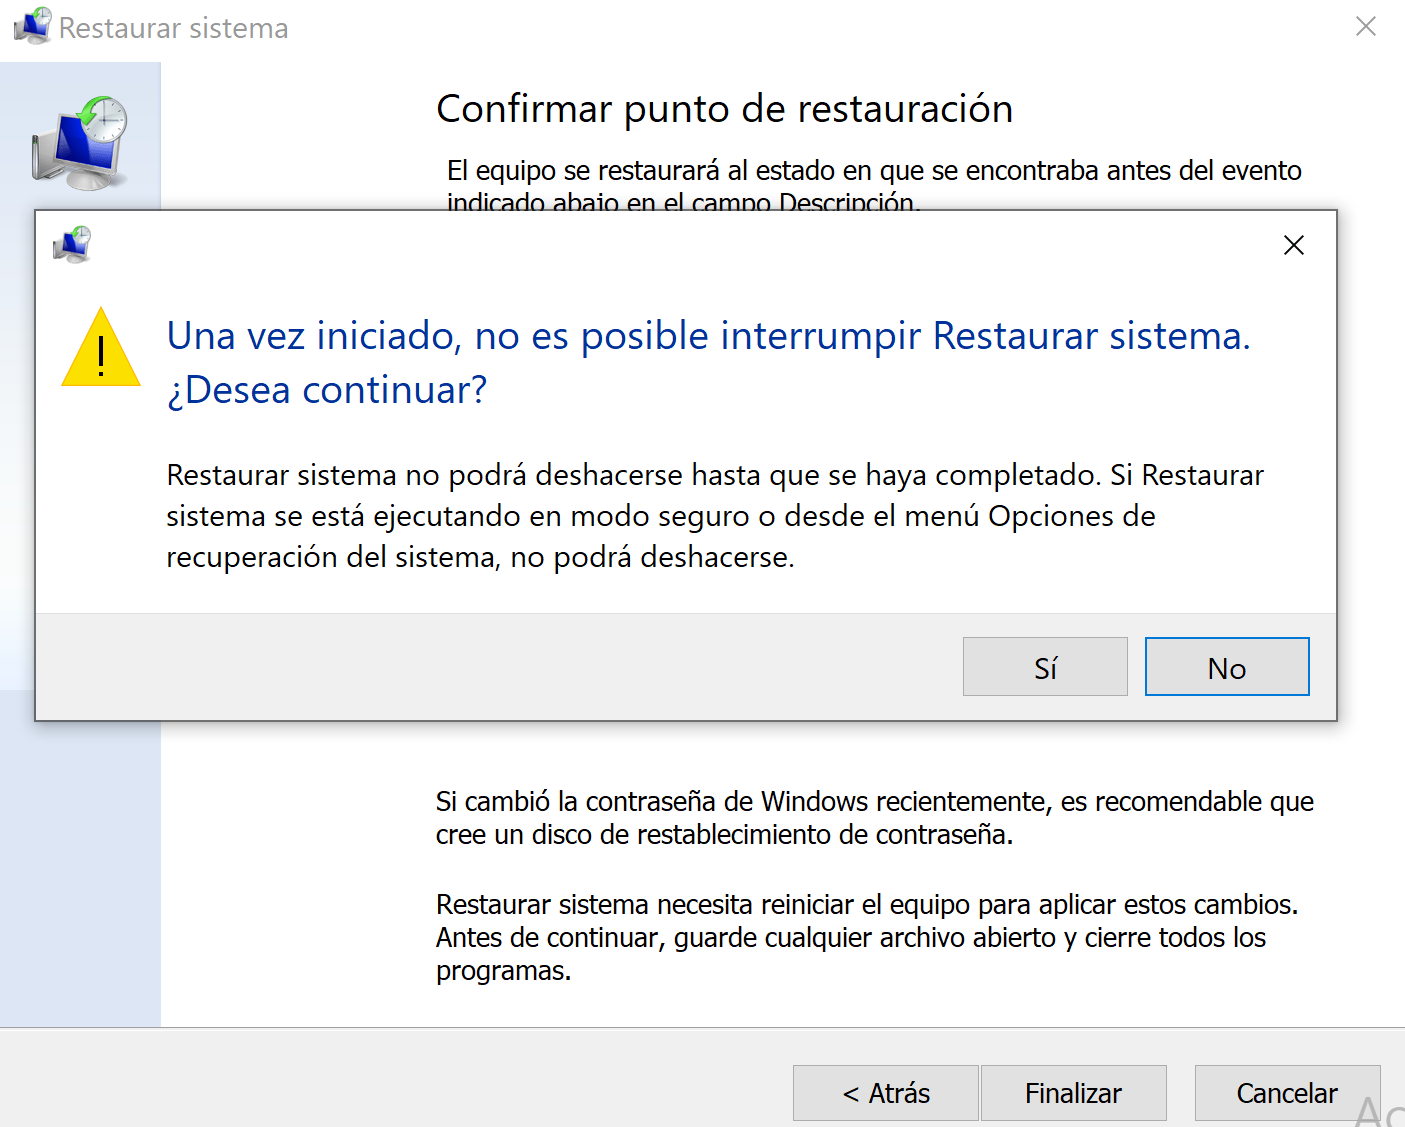 Restaurar sistema
Confirmar punto de restauración
El equipo se restaurará al estado en que se encontraba antes del evento
indicado abajo en el campo Descripción.
Una vez iniciado, no es posible interrumpir Restaurar sistema.
¿Desea continuar?
Restaurar sistema no podrá deshacerse hasta que se haya completado. Si Restaurar
sistema se está ejecutando en modo seguro o desde el menú Opciones de
recuperación del sistema, no podrá deshacerse.
Sí
No
Si cambió la contraseña de Windows recientemente, es recomendable que
cree un disco de restablecimiento de contraseña.
Restaurar sistema necesita reiniciar el equipo para aplicar estos cambios.
Antes de continuar, guarde cualquier archivo abierto y cierre todos los
programas.
< Atrás
Finalizar
Cancelar